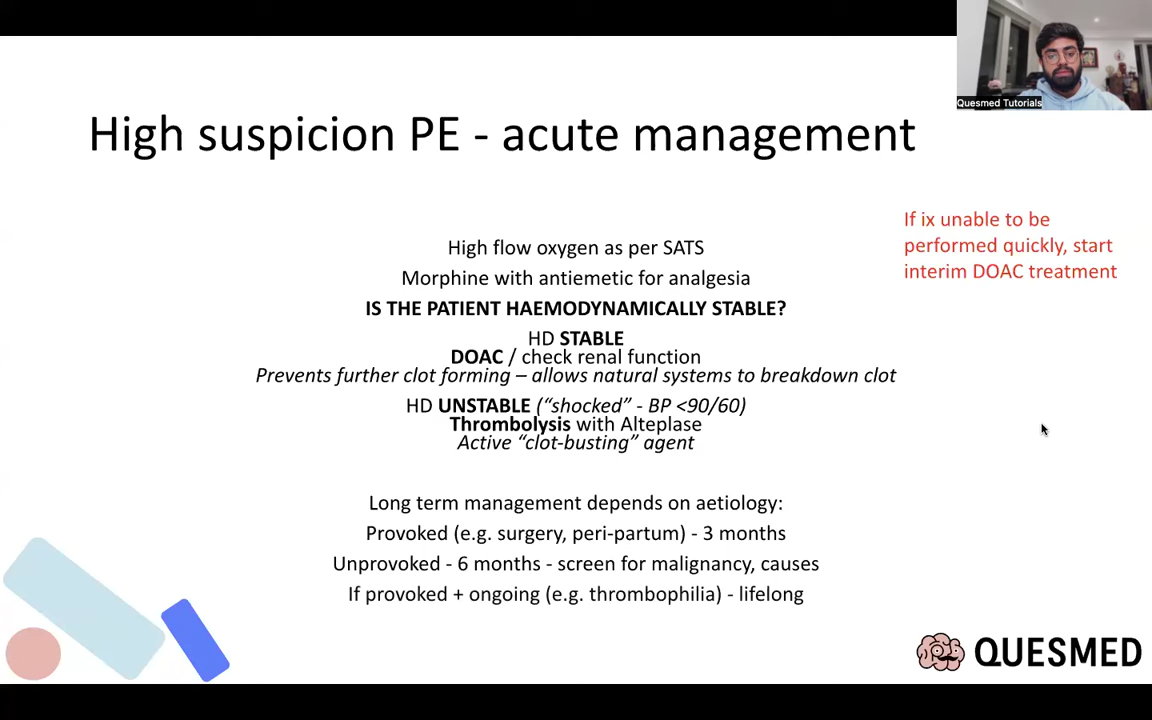 Quesmed Tutorials
High suspicion PE - acute management
If ix unable to be
performed quickly, start
interim DOAC treatment
High flow oxygen as per SATS
Morphine with antiemetic for analgesia
IS THE PATIENT HAEMODYNAMICALLY STABLE?
HD STABLE
DOAC / check renal function
Prevents further clot forming – allows natural systems to breakdown clot
HD UNSTABLE (“shocked” - BP <90/60)
Thrombolysis with Alteplase
Active “clot-busting” agent
Long term management depends on aetiology:
Provoked (e.g. surgery, peri-partum) - 3 months
Unprovoked - 6 months - screen for malignancy, causes
If provoked + ongoing (e.g. thrombophilia) - lifelong
QUESMED